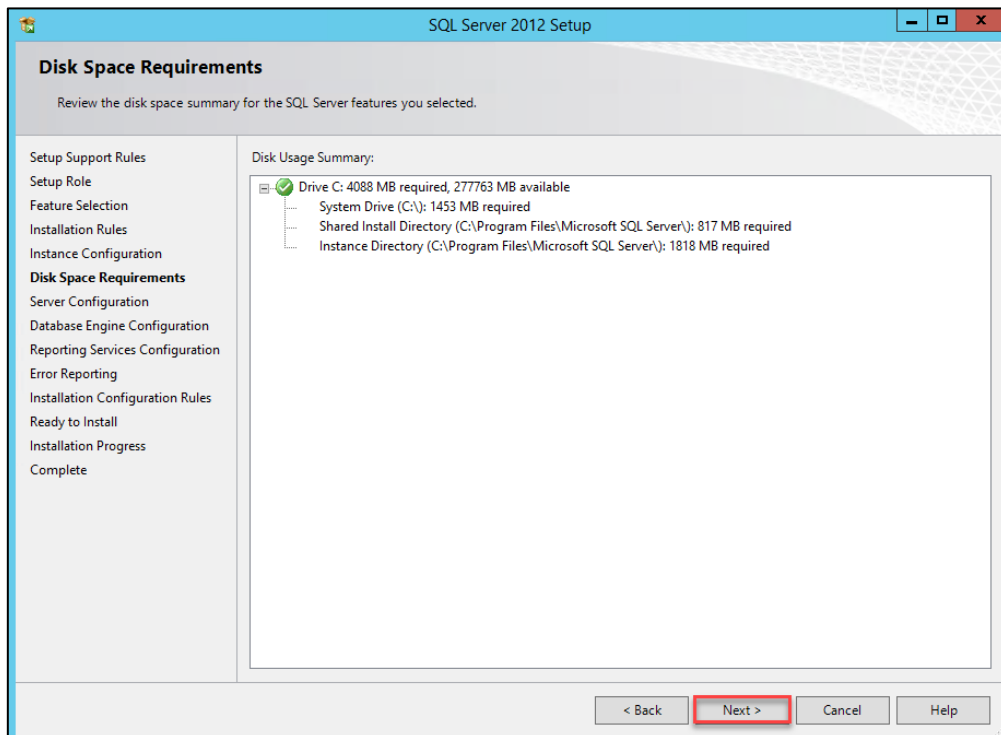 SQL Server 2012 Setup
Disk Space Requirements
Review the disk space summary for the SQL Server features you selected.
Setup Support Rules
Setup Role
Feature Selection
Installation Rules
Instance Configuration
Disk Space Requirements
Server Configuration
Database Engine Configuration
Reporting Services Configuration
Error Reporting
Installation Configuration Rules
Ready to Install
Installation Progress
Complete
Disk Usage Summary:
Drive C: 4088 MB required, 277763 MB available
System Drive (C:\): 1453 MB required
Shared Install Directory (C:\Program Files\Microsoft SQL Server\): 817 MB required
Instance Directory (C:\Program Files\Microsoft SQL Server\): 1818 MB required
< Back
Next >
Cancel
Help